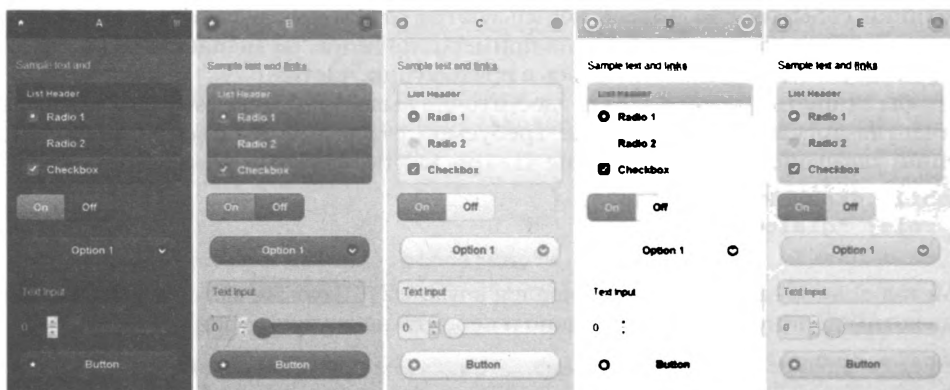 A
Sample text and
List Header
Radio 1
Radio 2
Checkbox
On Off
Option 1
Text Input
0
Button
B
Sample text and links
List Header
Radio 1
Radio 2
Checkbox
On Off
Option 1
Text Input
0
Button
C
Sample text and links
List Header
Radio 1
Radio 2
Checkbox
On Off
Option 1
Text Input
0
Button
D
Sample text and links
List Header
Radio 1
Radio 2
Checkbox
On Off
Option 1
Text Input
0
Button
E
Sample text and links
List Header
Radio 1
Radio 2
Checkbox
On Off
Option 1
Text Input
0
Button